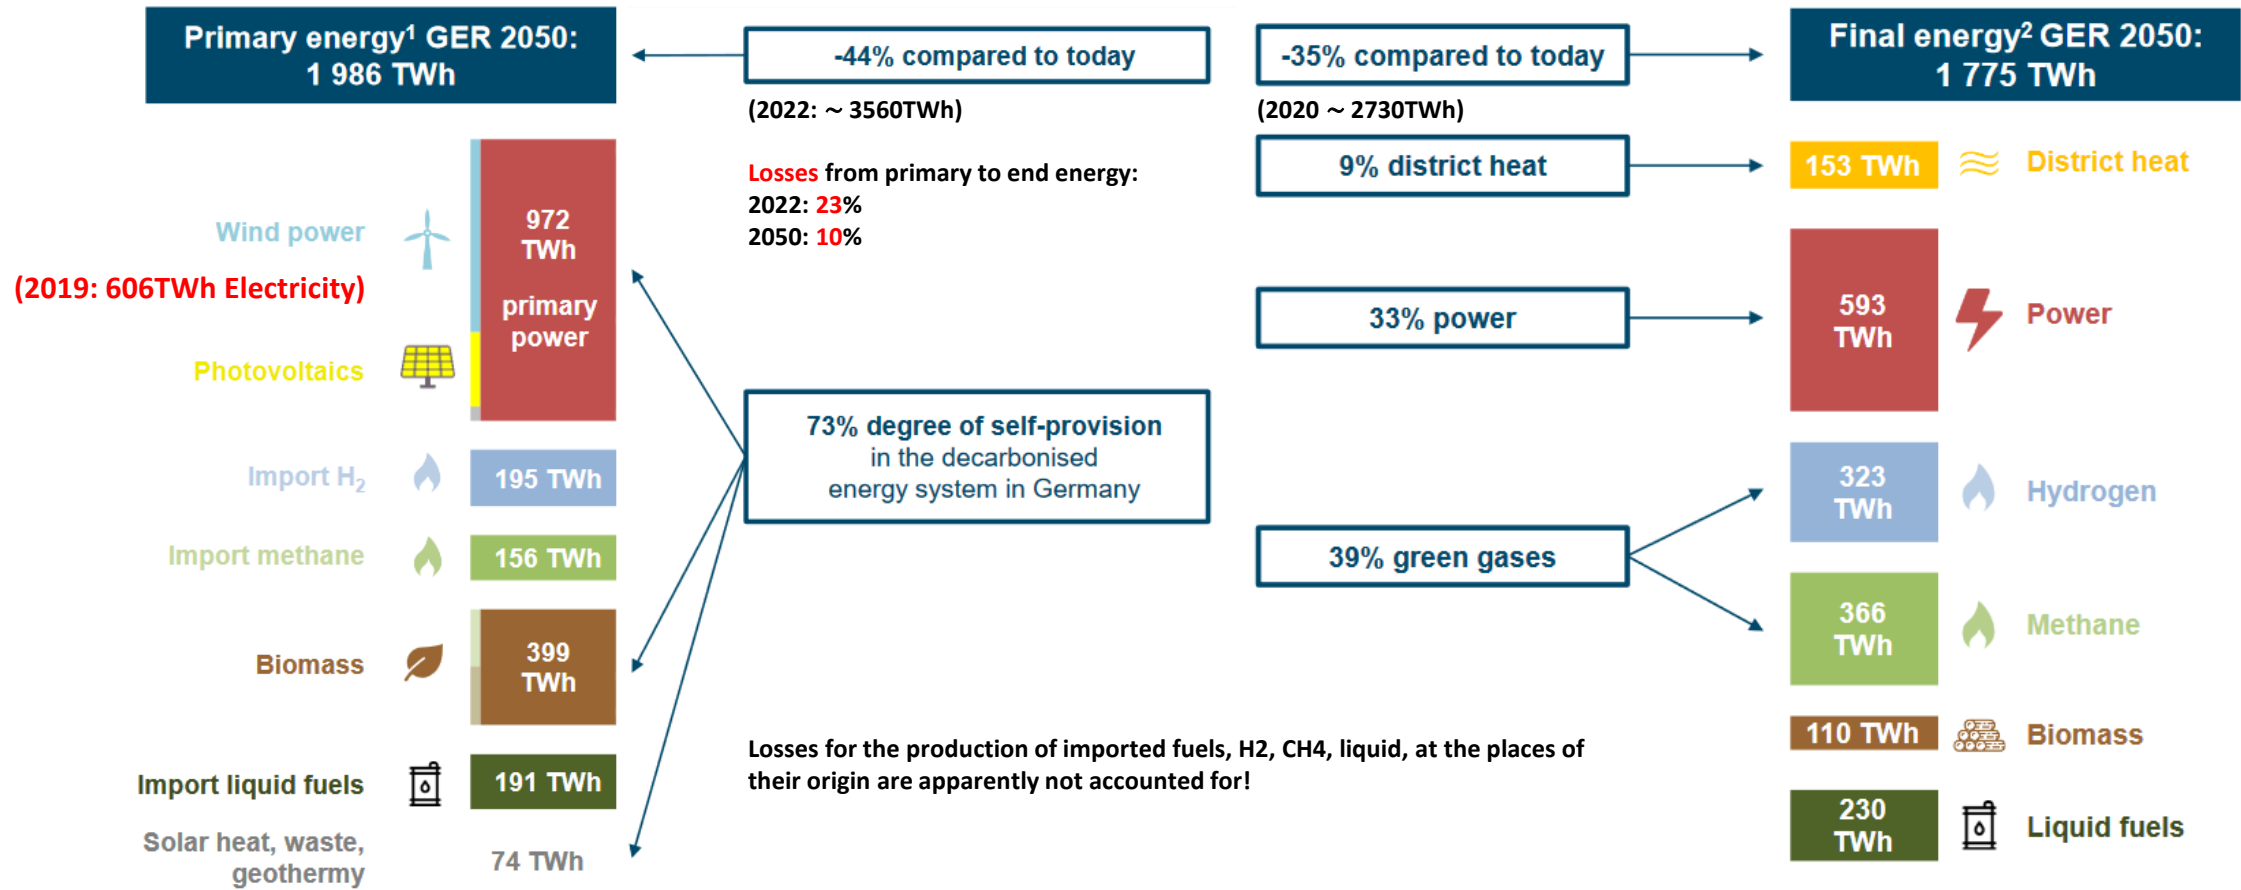 Primary energy¹ GER 2050:
1 986 TWh
-44% compared to today
(2022: ~ 3560TWh)
Losses from primary to end energy:
2022: 23%
2050: 10%
-35% compared to today
(2020 ~ 2730TWh)
Final energy² GER 2050:
1 775 TWh
Wind power
(2019: 606TWh Electricity)
Photovoltaics
972
TWh
primary
power
Import H₂
195 TWh
Import methane
156 TWh
Biomass
399
TWh
Import liquid fuels
191 TWh
Solar heat, waste,
geothermy
74 TWh
73% degree of self-provision
in the decarbonised
energy system in Germany
9% district heat
33% power
39% green gases
Losses for the production of imported fuels, H2, CH4, liquid, at the places of
their origin are apparently not accounted for!
153 TWh
District heat
593
TWh
Power
323
TWh
Hydrogen
366
TWh
Methane
110 TWh
Biomass
230
TWh
Liquid fuels